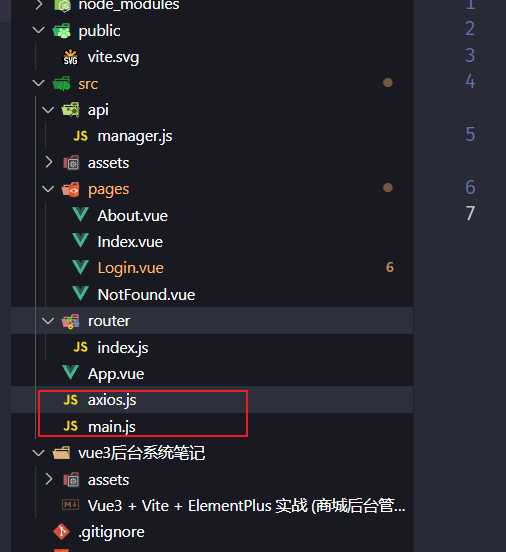 node_modules
public
SVG vite.svg
src
api
JS manager.js
assets
pages
About.vue
Index.vue
Login.vue 6
NotFound.vue
router
JS index.js
App.vue
JS axios.js
JS main.js
vue3后台系统笔记
assets
Vue3 + Vite + ElementPlus 实战 (商城后台管...
.gitignore
1
2
3
4
5
6
7